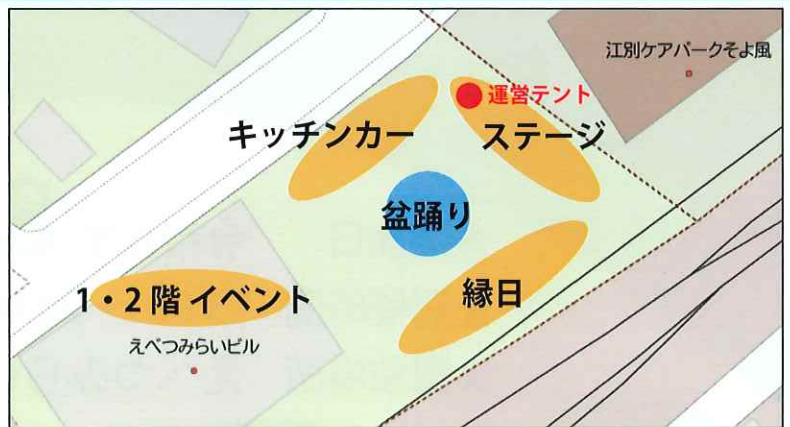 江別ケアパークそよ風
運営テント
キッチンカー
ステージ
盆踊り
1・2階 イベント
縁日
えべつみらいビル